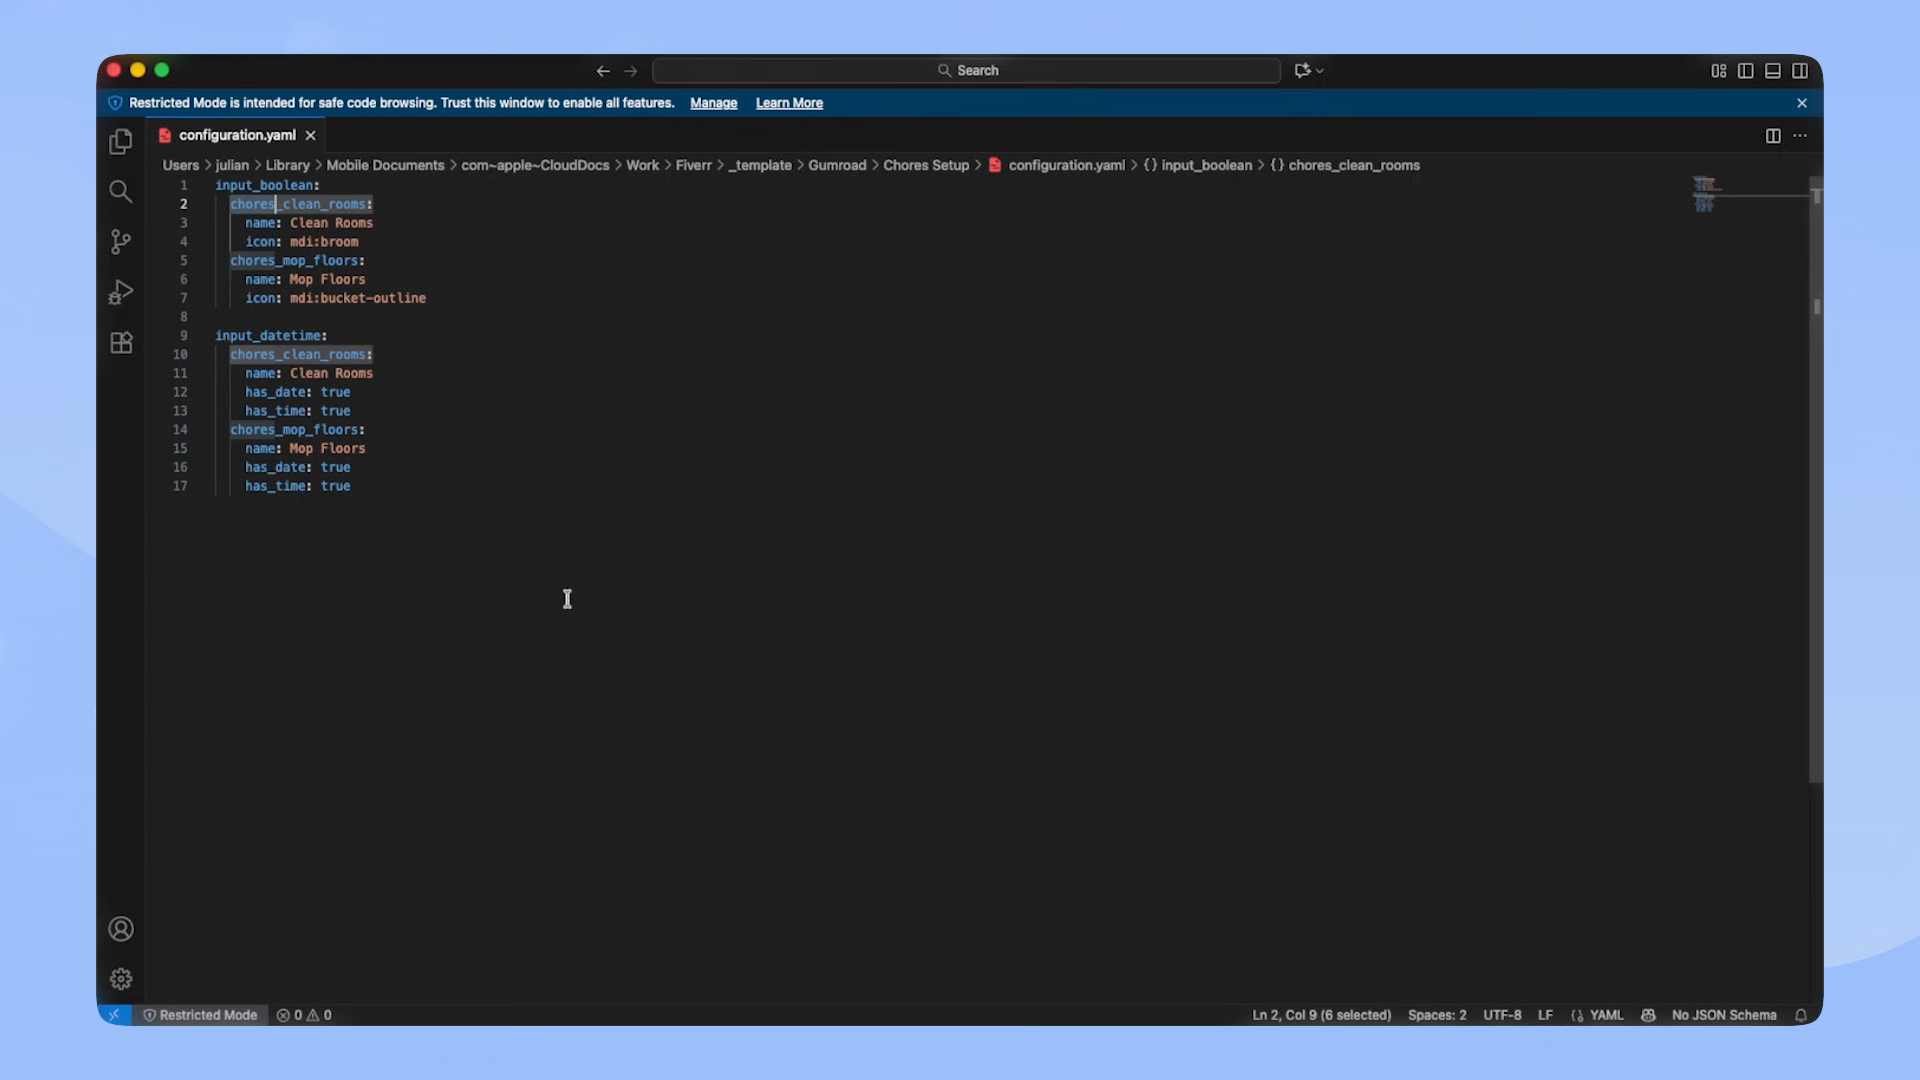 Search
Restricted Mode is intended for safe code browsing. Trust this window to enable all features. Manage Learn More
configuration.yaml
Users > julian > Library > Mobile Documents > com~apple~CloudDocs > Work > Fiverr > _template > Gumroad > Chores Setup > configuration.yaml > {} input_boolean > {} chores_clean_rooms
1 input_boolean:
2   chores_clean_rooms:
3     name: Clean Rooms
4     icon: mdi:broom
5   chores_mop_floors:
6     name: Mop Floors
7     icon: mdi:bucket-outline
8
9 input_datetime:
10   chores_clean_rooms:
11     name: Clean Rooms
12     has_date: true
13     has_time: true
14   chores_mop_floors:
15     name: Mop Floors
16     has_date: true
17     has_time: true
Restricted Mode 0 0 Ln 2, Col 9 (6 selected) Spaces: 2 UTF-8 LF YAML No JSON Schema